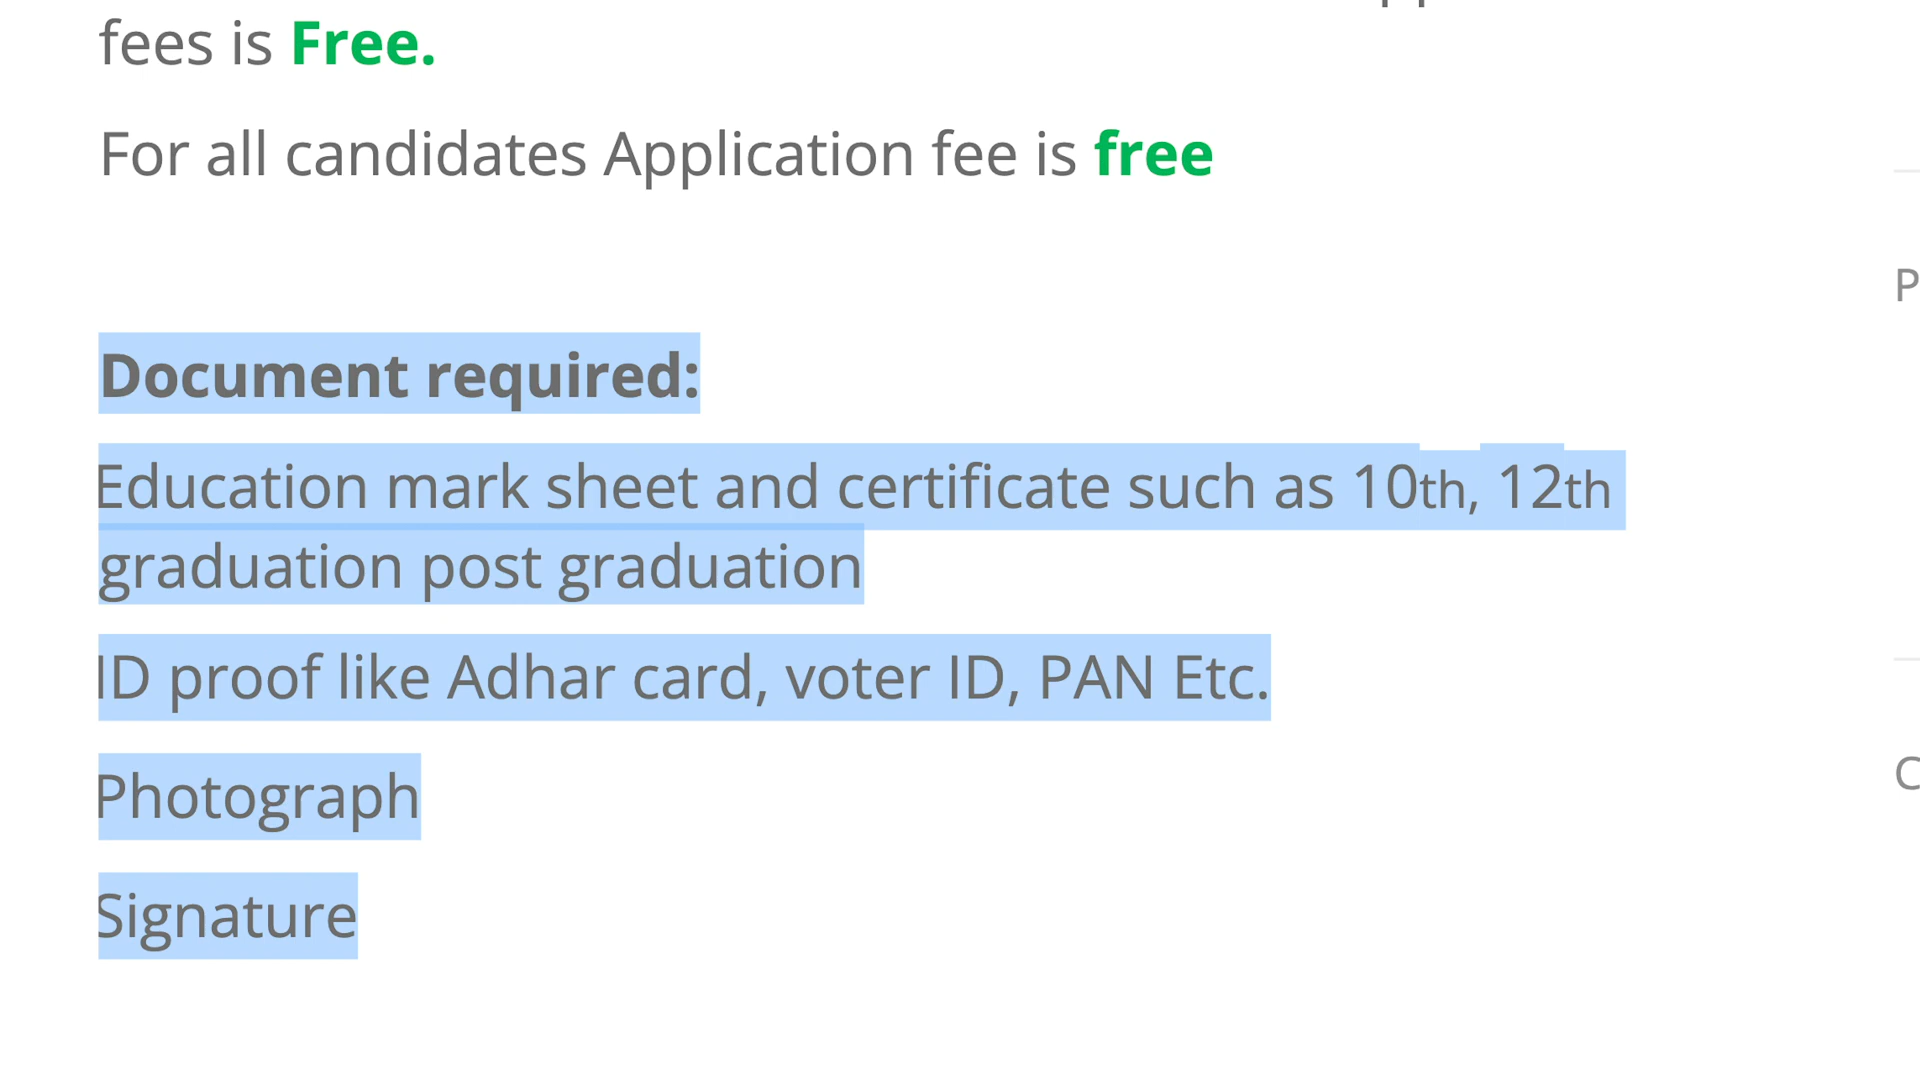 fees is Free.
For all candidates Application fee is free
Document required:
Education mark sheet and certificate such as 10th, 12th
graduation post graduation
ID proof like Adhar card, voter ID, PAN Etc.
Photograph
Signature